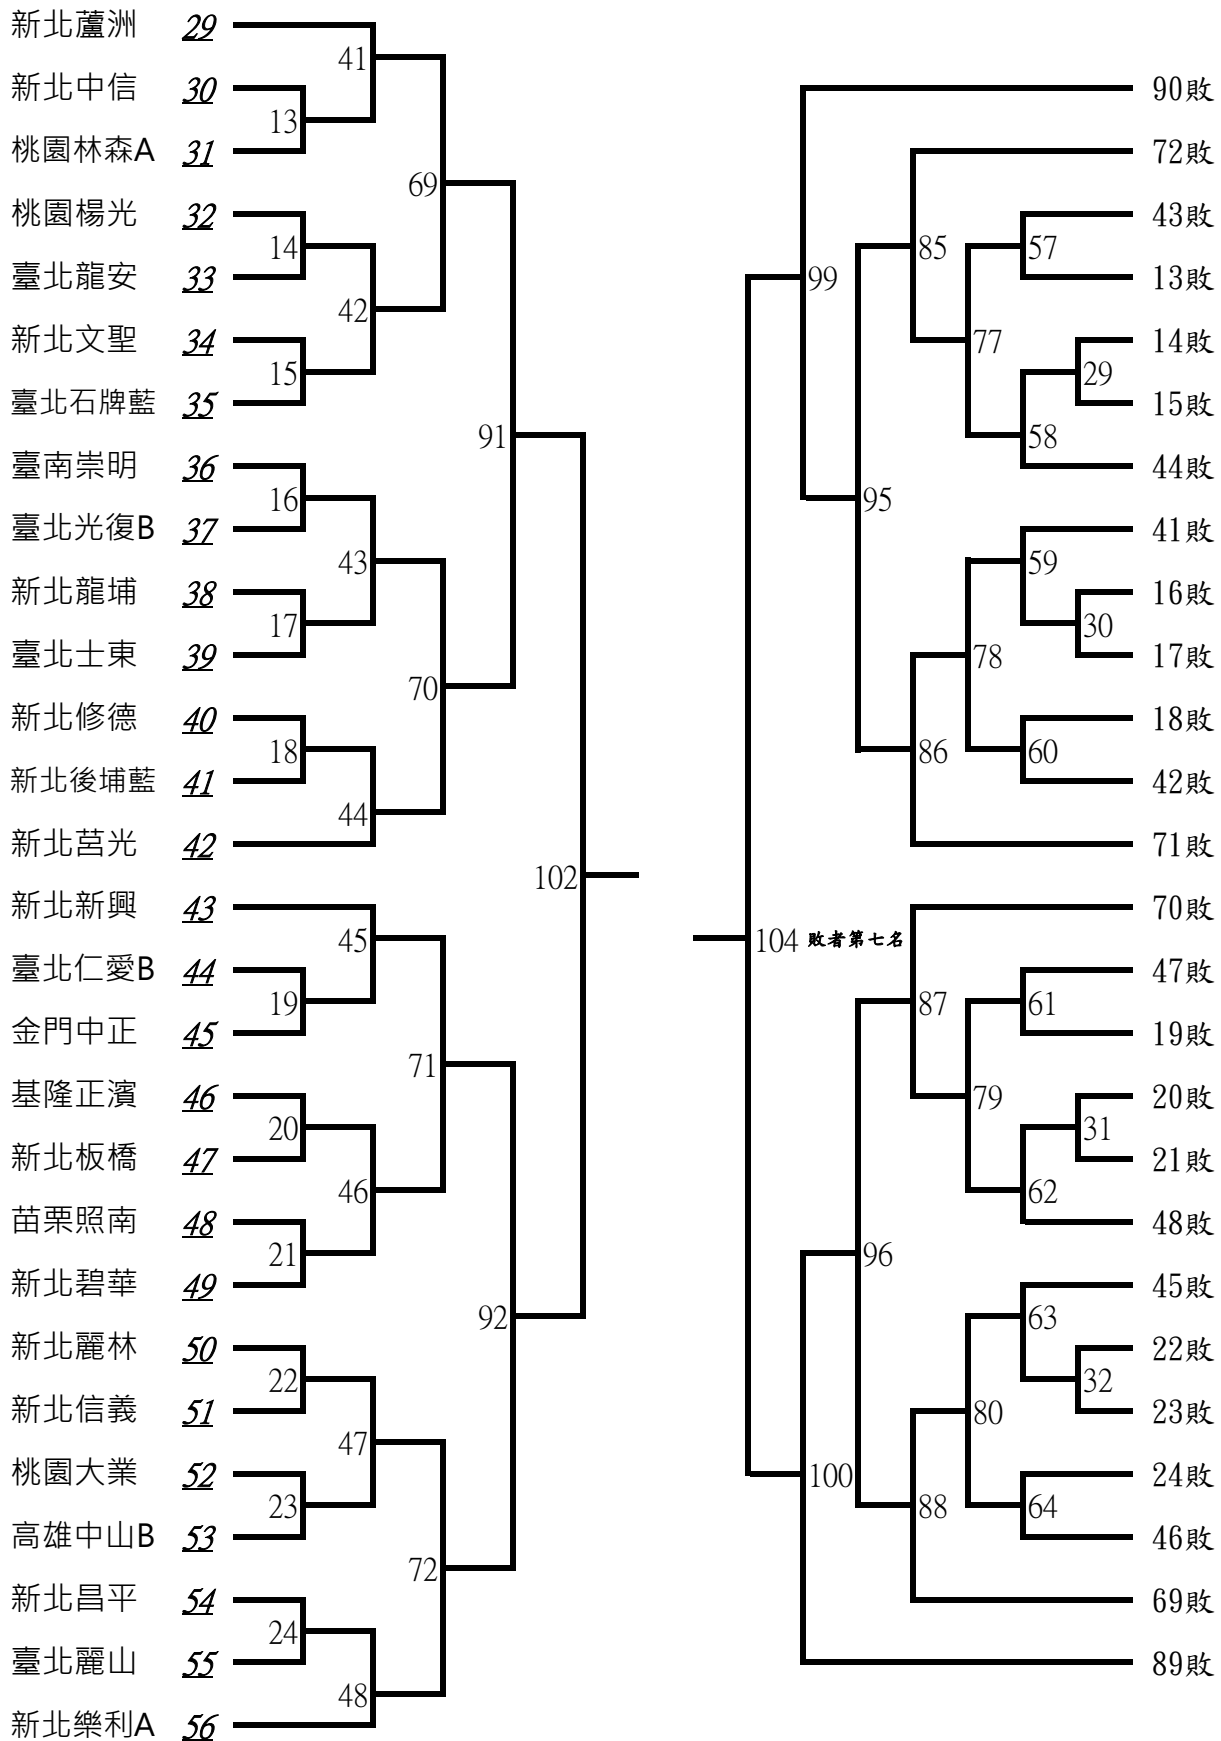 新北蘆洲 29
41
新北中信 30
90敗
13
桃園林森A 31
72敗
69
桃園楊光 32
43敗
14
85
57
臺北龍安 33
99
13敗
42
新北文聖 34
77
14敗
15
29
臺北石牌藍 35
15敗
91
58
臺南崇明 36
44敗
16
95
臺北光復B 37
41敗
43
59
新北龍埔 38
16敗
17
30
臺北士東 39
78
17敗
70
新北修德 40
18敗
18
86
60
新北後埔藍 41
42敗
44
新北莒光 42
71敗
102
新北新興 43
70敗
45
104 敗者第七名
臺北仁愛B 44
47敗
19
87
61
金門中正 45
19敗
71
基隆正濱 46
79
20敗
20
31
新北板橋 47
21敗
46
62
苗栗照南 48
48敗
21
96
新北碧華 49
45敗
92
63
新北麗林 50
22敗
22
32
新北信義 51
80
23敗
47
桃園大業 52
100
24敗
23
88
64
高雄中山B 53
46敗
72
新北昌平 54
69敗
24
臺北麗山 55
89敗
48
新北樂利A 56